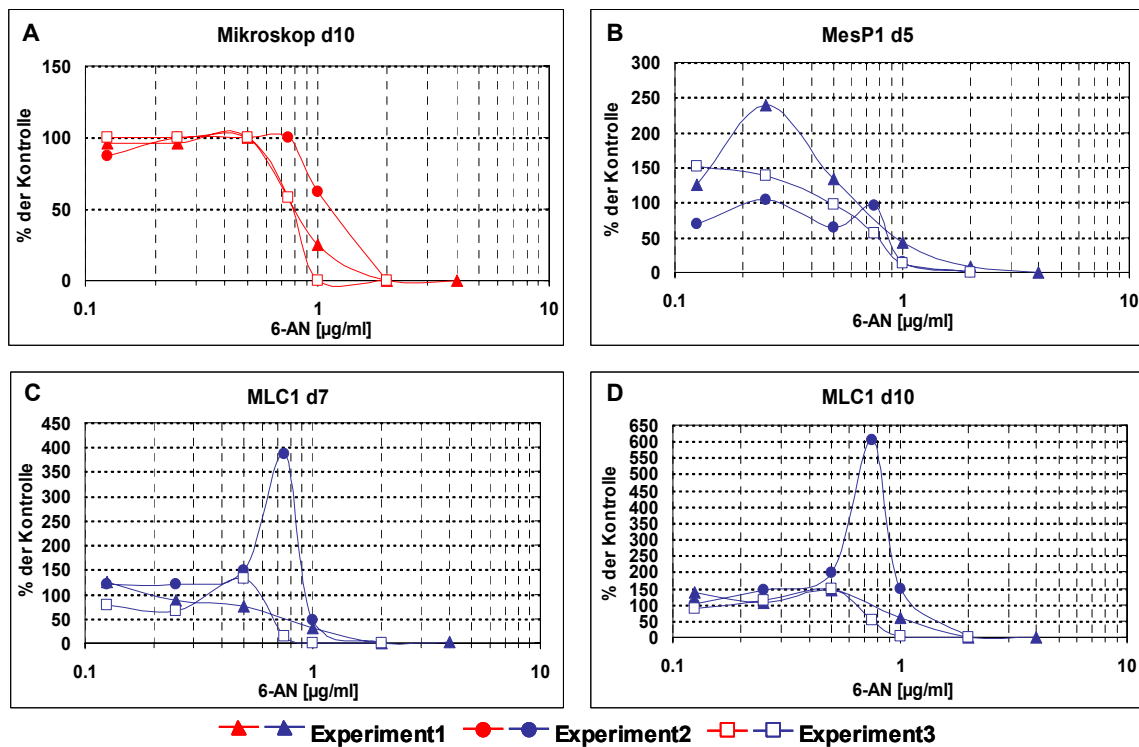 A
Mikroskop d10
% der Kontrolle
150
100
50
0
0.1
1
10
6-AN [µg/ml]
B
MesP1 d5
% der Kontrolle
300
250
200
150
100
50
0
0.1
1
10
6-AN [µg/ml]
C
MLC1 d7
% der Kontrolle
450
400
350
300
250
200
150
100
50
0
0.1
1
10
6-AN [µg/ml]
D
MLC1 d10
% der Kontrolle
650
600
550
500
450
400
350
300
250
200
150
100
50
0
0.1
1
10
6-AN [µg/ml]
Experiment1 Experiment2 Experiment3